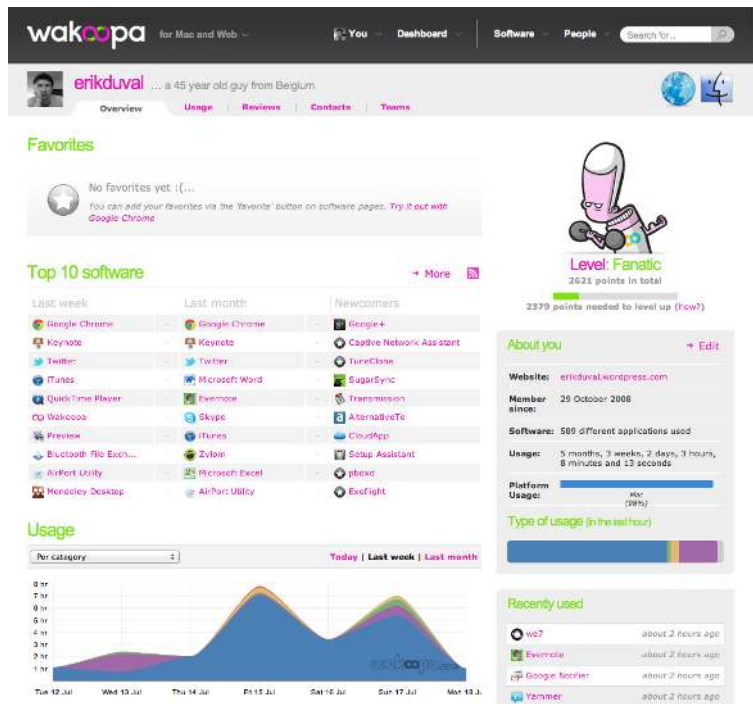 wakoopa for Mac and Web You Dashboard Software People Search for...
erikduval ... a 45 year old guy from Belgium
Overview Usage Reviews Contacts Teams
Favorites
No favorites yet :(...
You can add your favorites via the 'favorite' button on software pages. Try it out with
Google Chrome
Top 10 software → More
Last week Last month Newcomers
Google Chrome Google Chrome Google+
Keynote Keynote Captive Network Assistant
Twitter Twitter TuneClone
iTunes Microsoft Word SugarSync
QuickTime Player Evernote Transmission
Wakoopa Skype AlternativeTo
Preview iTunes CloudApp
Bluetooth File Exch... Zylom Setup Assistant
AirPort Utility Microsoft Excel pboxd
Mendeley Desktop AirPort Utility ExoFlight
Usage
Per category Today | Last week | Last month
8 hr
7 hr
6 hr
5 hr
4 hr
3 hr
2 hr
1 hr
wakoopa.com
Tue 12 Jul Wed 13 Jul Thu 14 Jul Fri 15 Jul Sat 16 Jul Sun 17 Jul Mon 18 J
Level: Fanatic
2621 points in total
2379 points needed to level up (how?)
About you → Edit
Website: erikduval.wordpress.com
Member since: 29 October 2008
Software: 589 different applications used
Usage: 5 months, 3 weeks, 2 days, 3 hours,
8 minutes and 13 seconds
Platform Usage:
Mac
(98%)
Type of usage (in the last hour)
Recently used
we7 about 2 hours ago
Evernote about 2 hours ago
Google Notifier about 2 hours ago
Yammer about 2 hours ago